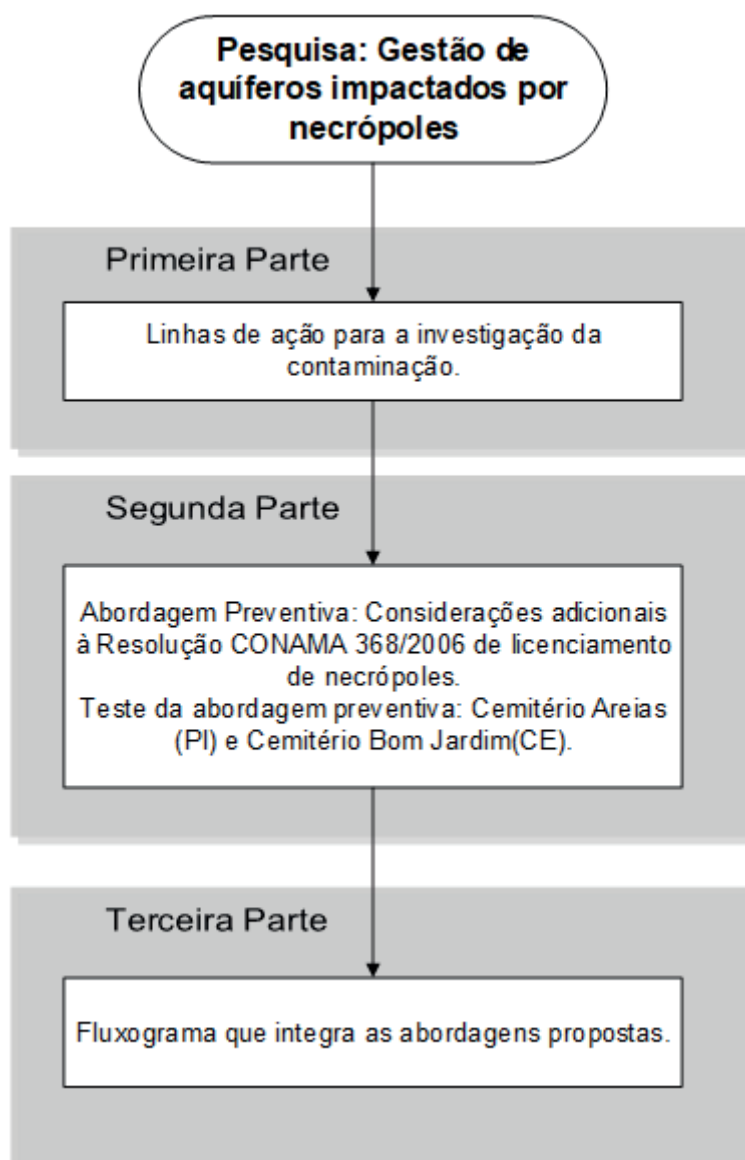 Pesquisa: Gestão de
aquíferos impactados por
necrópoles
Primeira Parte
Linhas de ação para a investigação da
contaminação.
Segunda Parte
Abordagem Preventiva: Considerações adicionais
à Resolução CONAMA 368/2006 de licenciamento
de necrópoles.
Teste da abordagem preventiva: Cemitério Areias
(PI) e Cemitério Bom Jardim(CE).
Terceira Parte
Fluxograma que integra as abordagens propostas.